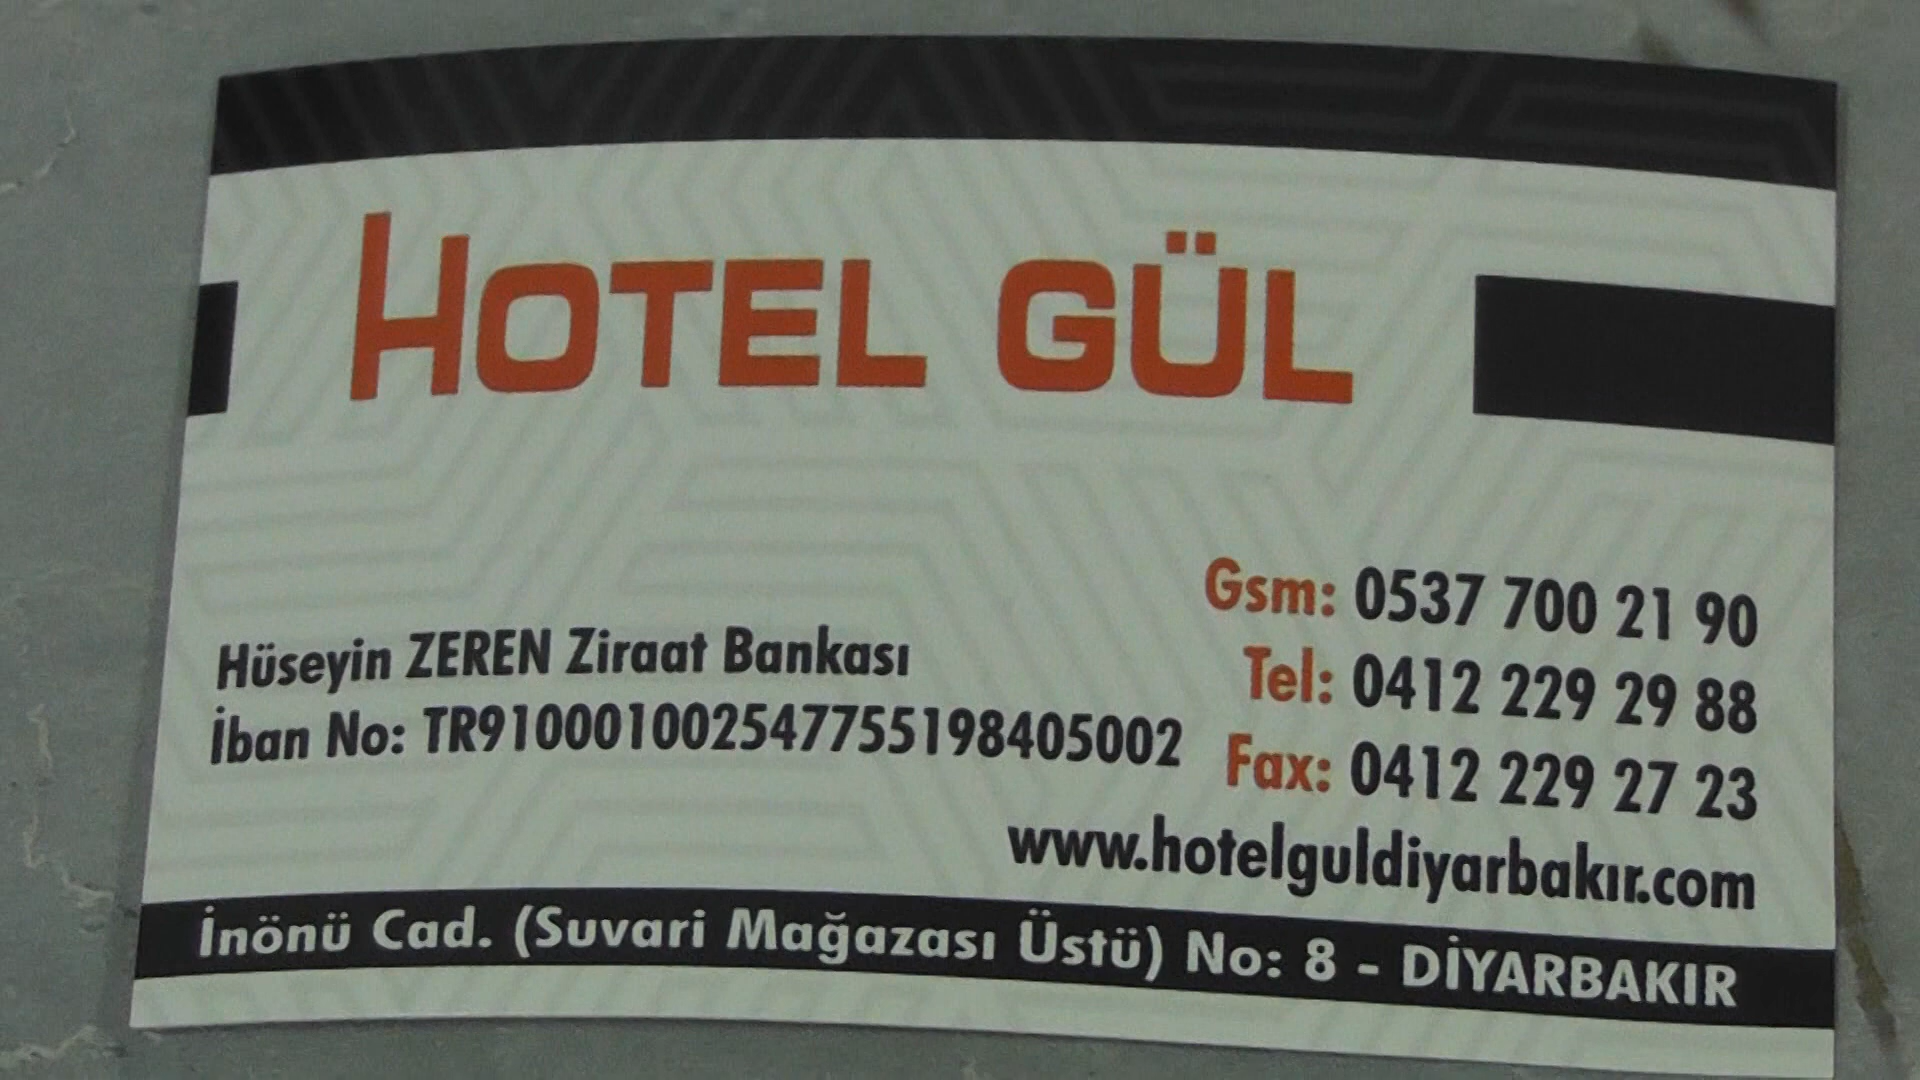 HOTEL GÜL
Hüseyin ZEREN Ziraat Bankası
İban No: TR910001002547755198405002
Gsm: 0537 700 21 90
Tel: 0412 229 29 88
Fax: 0412 229 27 23
www.hotelguldiyarbakır.com
İnönü Cad. (Suvari Mağazası Üstü) No: 8 - DİYARBAKIR